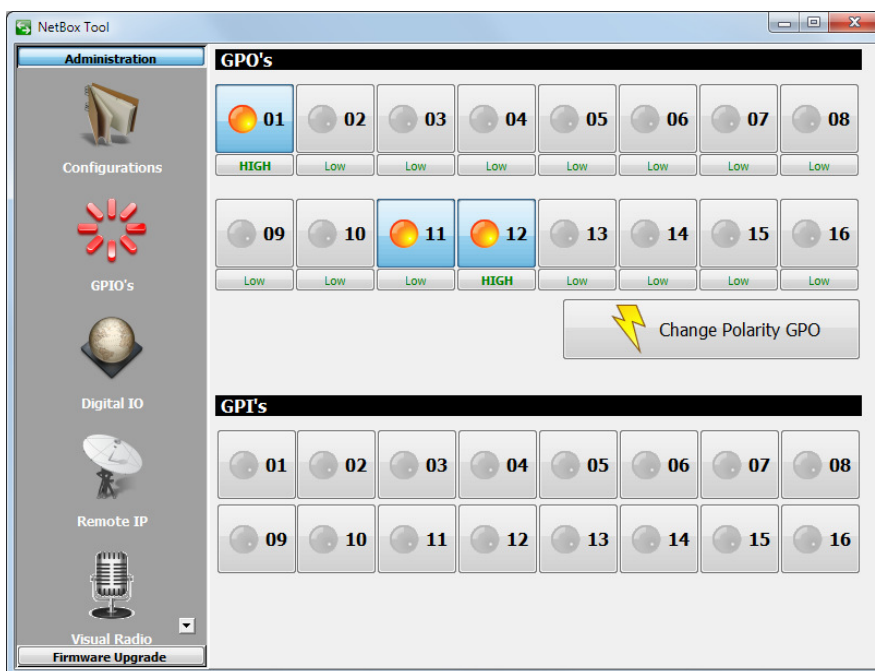 NetBox Tool
Administration
Configurations
GPIO's
Digital IO
Remote IP
Visual Radio
Firmware Upgrade
GPO's
01 02 03 04 05 06 07 08
HIGH Low Low Low Low Low Low Low
09 10 11 12 13 14 15 16
Low Low Low HIGH Low Low Low Low
Change Polarity GPO
GPI's
01 02 03 04 05 06 07 08
09 10 11 12 13 14 15 16